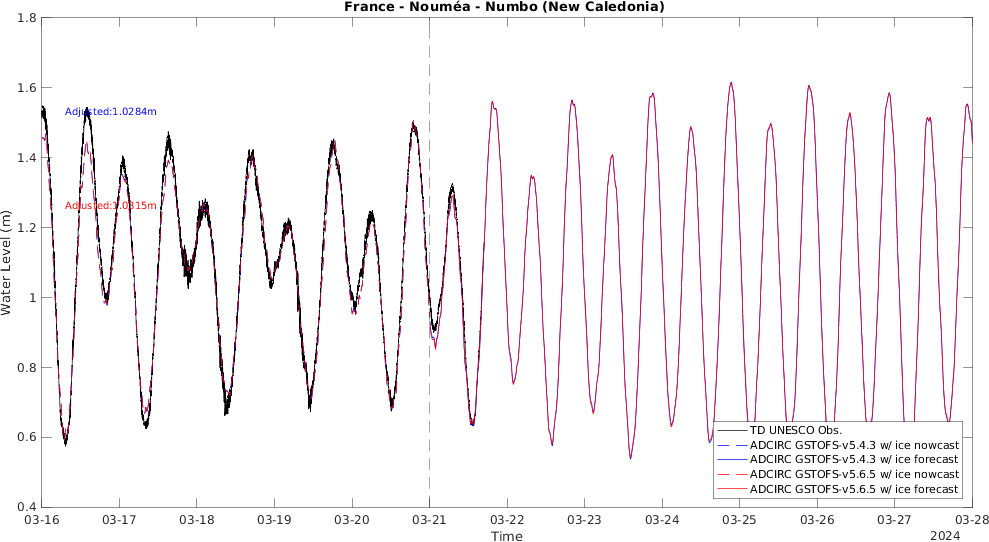 France - Nouméa - Numbo (New Caledonia)
1.8
1.6
1.4
1.2
1
0.8
0.6
0.4
Water Level (m)
Adjusted:1.0284m
Adjusted:1.0315m
TD UNESCO Obs.
ADCIRC GSTOFS-v5.4.3 w/ ice nowcast
ADCIRC GSTOFS-v5.4.3 w/ ice forecast
ADCIRC GSTOFS-v5.6.5 w/ ice nowcast
ADCIRC GSTOFS-v5.6.5 w/ ice forecast
03-16 03-17 03-18 03-19 03-20 03-21 03-22 03-23 03-24 03-25 03-26 03-27 03-28
Time
2024